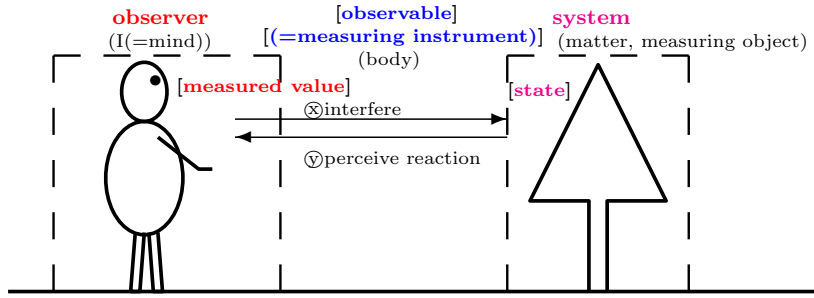 observer
(I(=mind))
[observable]
[(=measuring instrument)]
(body)
system
(matter, measuring object)
[measured value]
[state]
ⓧinterfere
ⓨperceive reaction